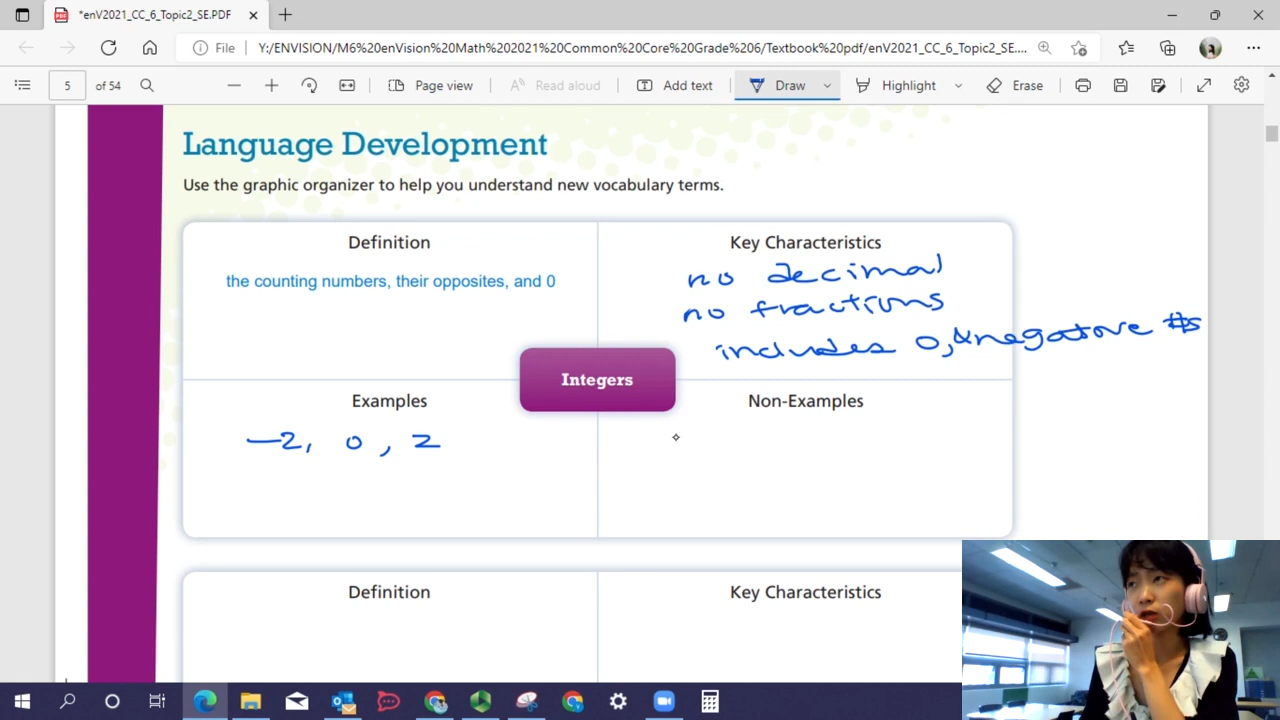 *enV2021_CC_6_Topic2_SE.PDF
File Y:/ENVISION/M6%20enVision%20Math%202021%20Common%20Core%20Grade%206/Textbook%20pdf/enV2021_CC_6_Topic2_SE....
5 of 54 Page view Read aloud Add text Draw Highlight Erase
Language Development
Use the graphic organizer to help you understand new vocabulary terms.
Definition
the counting numbers, their opposites, and 0
Key Characteristics
no decimal
no fractions
includes 0, & negative #s
Integers
Examples
-2, 0, 2
Non-Examples
Definition
Key Characteristics